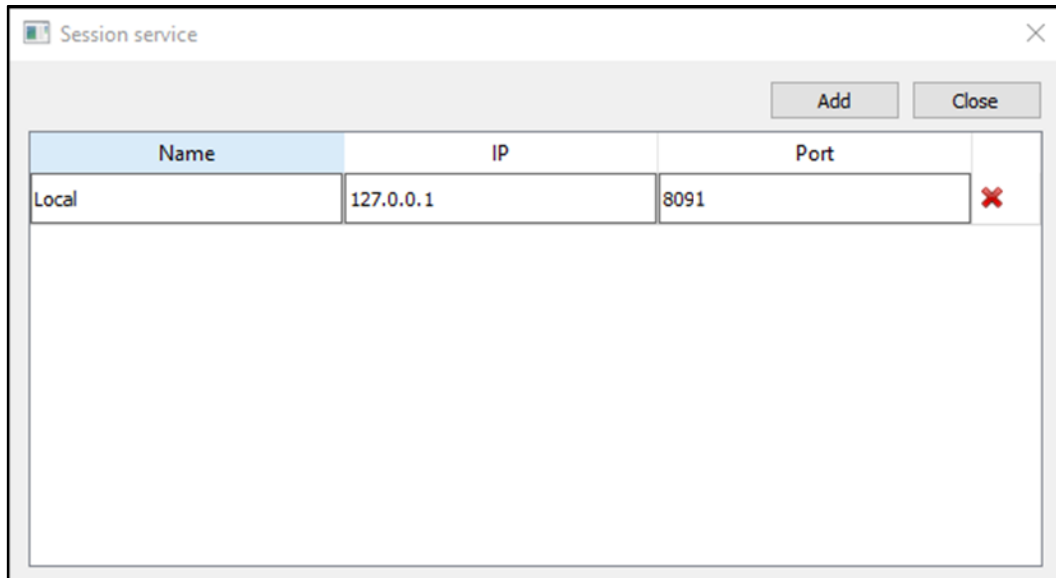 Session service
Add Close
Name IP Port
Local 127.0.0.1 8091